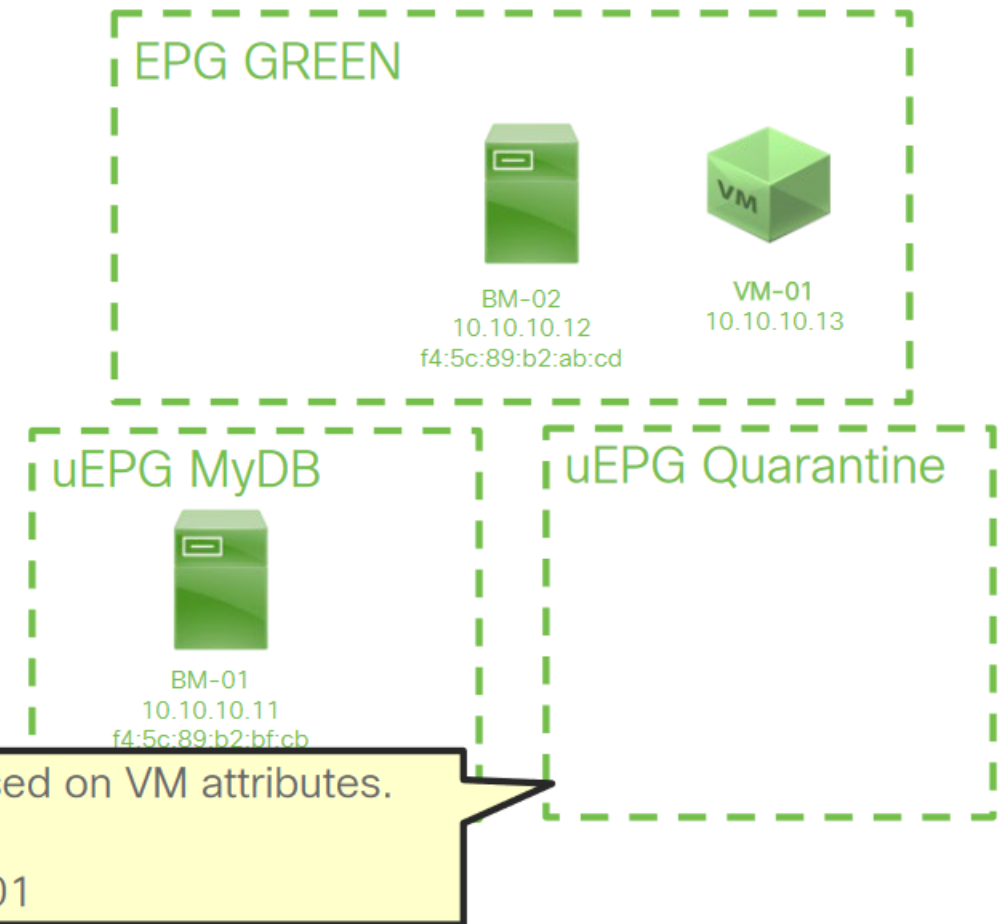 EPG GREEN
VM
BM-02
10.10.10.12
f4:5c:89:b2:ab:cd
VM-01
10.10.10.13
uEPG MyDB
BM-01
10.10.10.11
f4:5c:89:b2:bf:cb
uEPG Quarantine
sed on VM attributes.
01